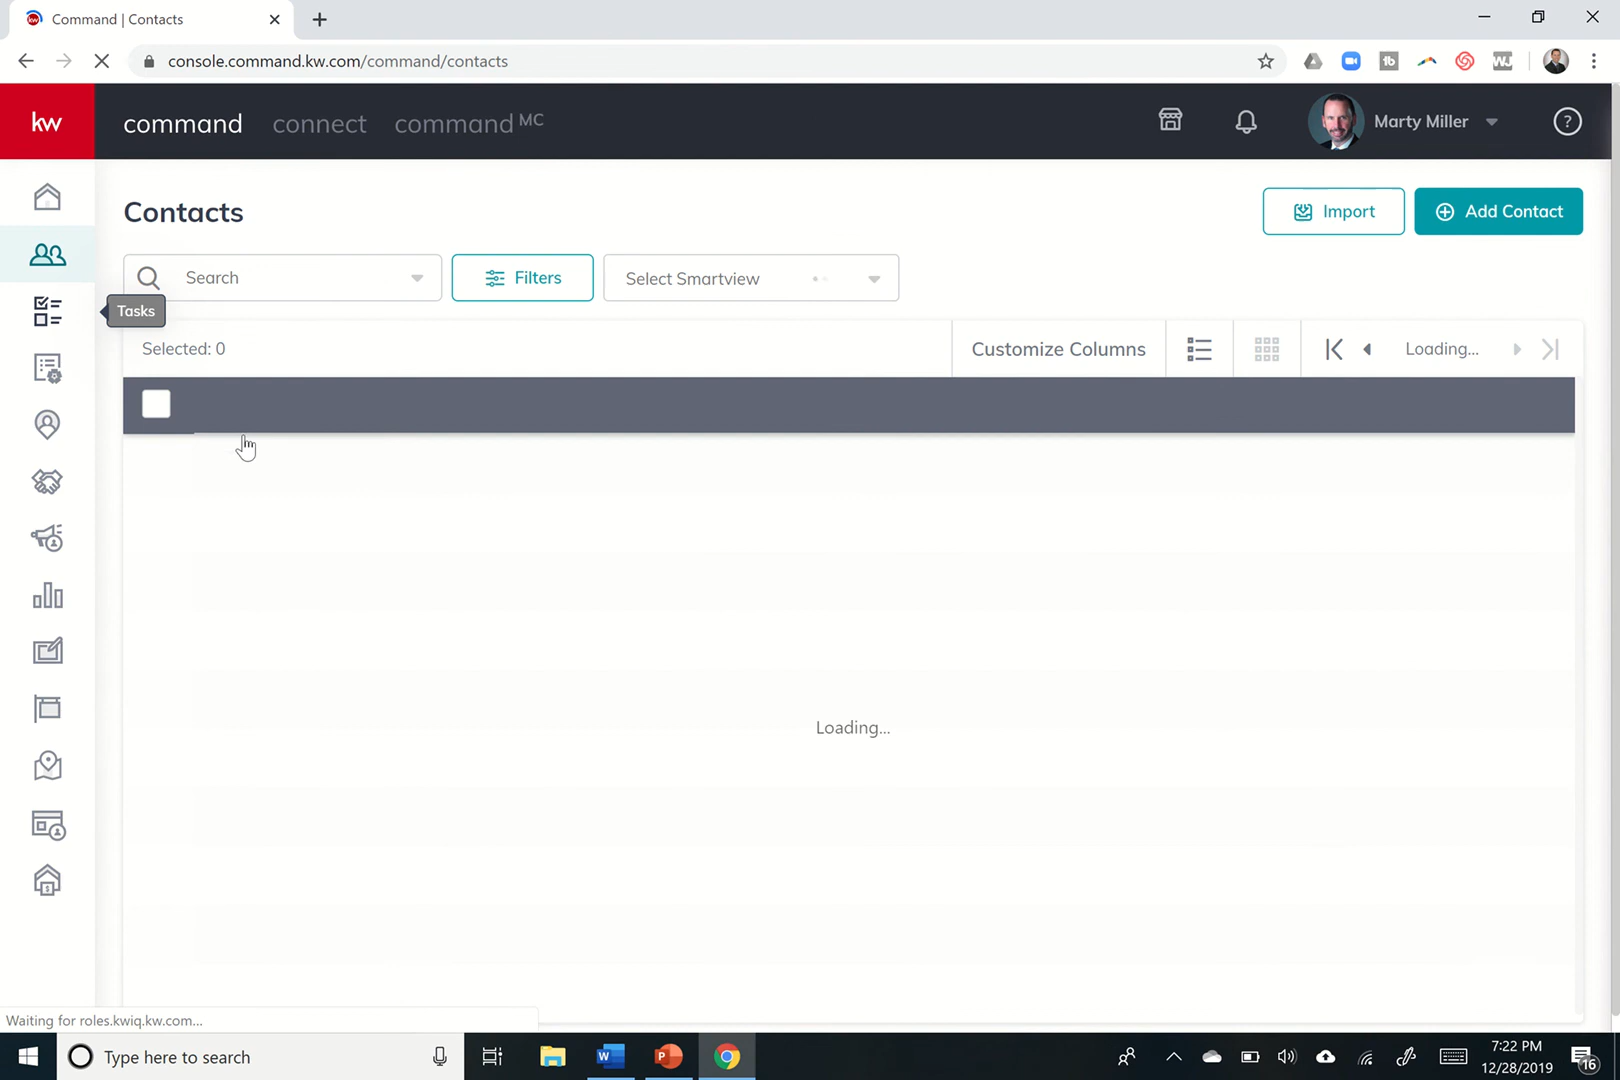 Command | Contacts
console.command.kw.com/command/contacts
kw command connect command MC Marty Miller ?
Contacts
Import Add Contact
Search Filters Select Smartview
Tasks
Selected: 0 Customize Columns Loading...
Loading...
Waiting for roles.kwiq.kw.com...
Type here to search
7:22 PM
12/28/2019
16